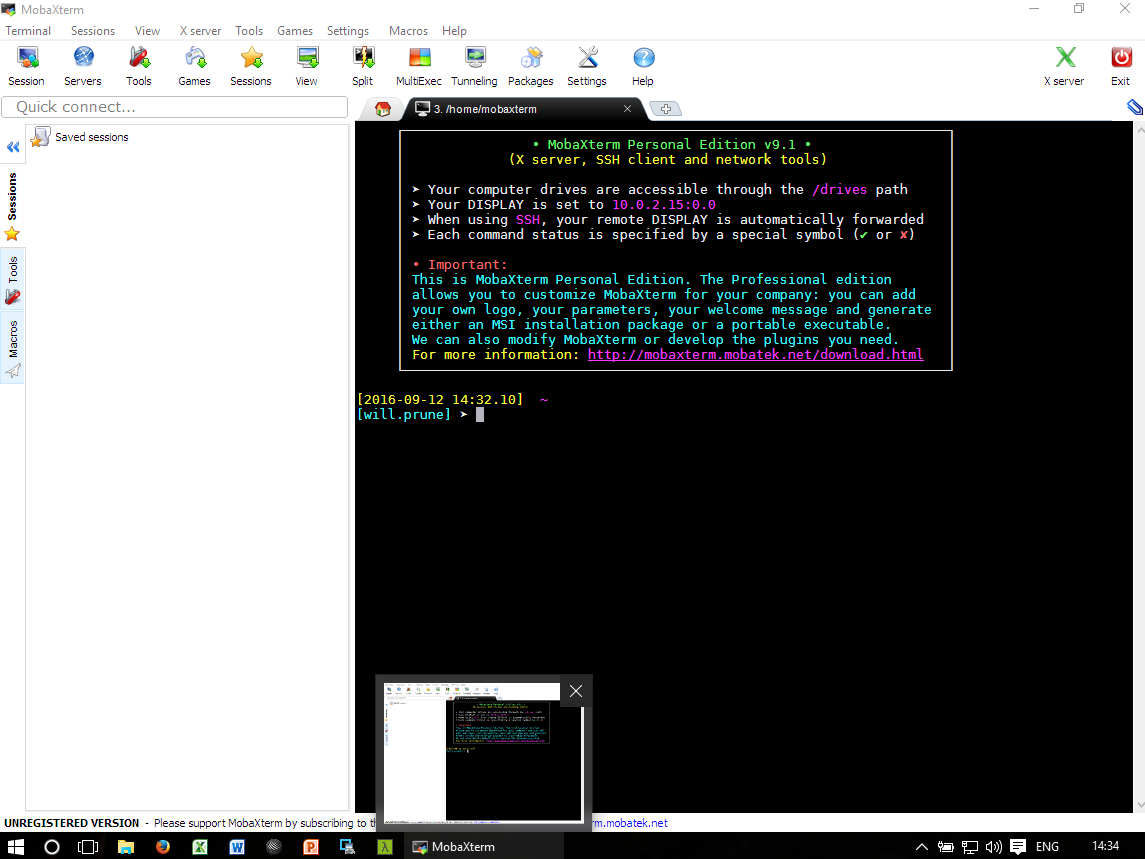 MobaXterm
Terminal Sessions View X server Tools Games Settings Macros Help
Session Servers Tools Games Sessions View Split MultiExec Tunneling Packages Settings Help X server Exit
Quick connect...
3. /home/mobaxterm
Saved sessions
Sessions
Tools
Macros
• MobaXterm Personal Edition v9.1 •
(X server, SSH client and network tools)
➤ Your computer drives are accessible through the /drives path
➤ Your DISPLAY is set to 10.0.2.15:0.0
➤ When using SSH, your remote DISPLAY is automatically forwarded
➤ Each command status is specified by a special symbol (✔ or ✘)
• Important:
This is MobaXterm Personal Edition. The Professional edition
allows you to customize MobaXterm for your company: you can add
your own logo, your parameters, your welcome message and generate
either an MSI installation package or a portable executable.
We can also modify MobaXterm or develop the plugins you need.
For more information: http://mobaxterm.mobatek.net/download.html
[2016-09-12 14:32.10] ~
[will.prune] ➤
UNREGISTERED VERSION - Please support MobaXterm by subscribing to
.mobatek.net
MobaXterm
ENG
14:34